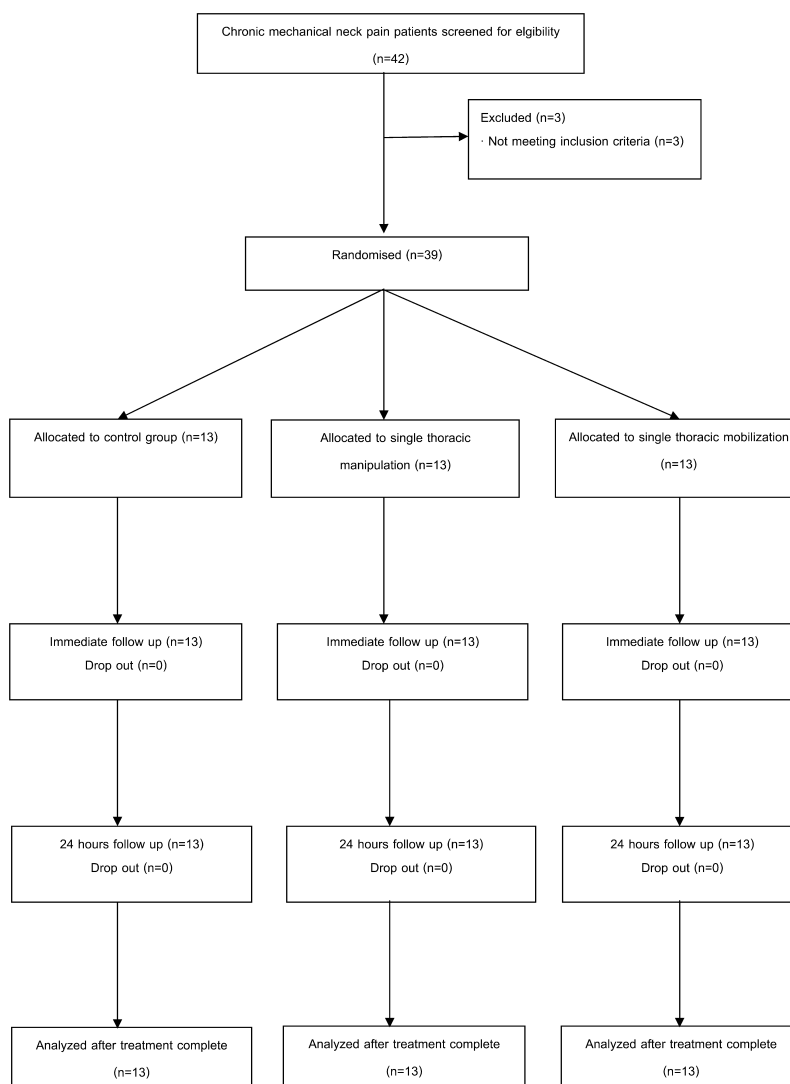 Chronic mechanical neck pain patients screened for elgibility
(n=42)
Excluded (n=3)
· Not meeting inclusion criteria (n=3)
Randomised (n=39)
Allocated to control group (n=13)
Allocated to single thoracic
manipulation (n=13)
Allocated to single thoracic mobilization
(n=13)
Immediate follow up (n=13)
Drop out (n=0)
Immediate follow up (n=13)
Drop out (n=0)
Immediate follow up (n=13)
Drop out (n=0)
24 hours follow up (n=13)
Drop out (n=0)
24 hours follow up (n=13)
Drop out (n=0)
24 hours follow up (n=13)
Drop out (n=0)
Analyzed after treatment complete
(n=13)
Analyzed after treatment complete
(n=13)
Analyzed after treatment complete
(n=13)